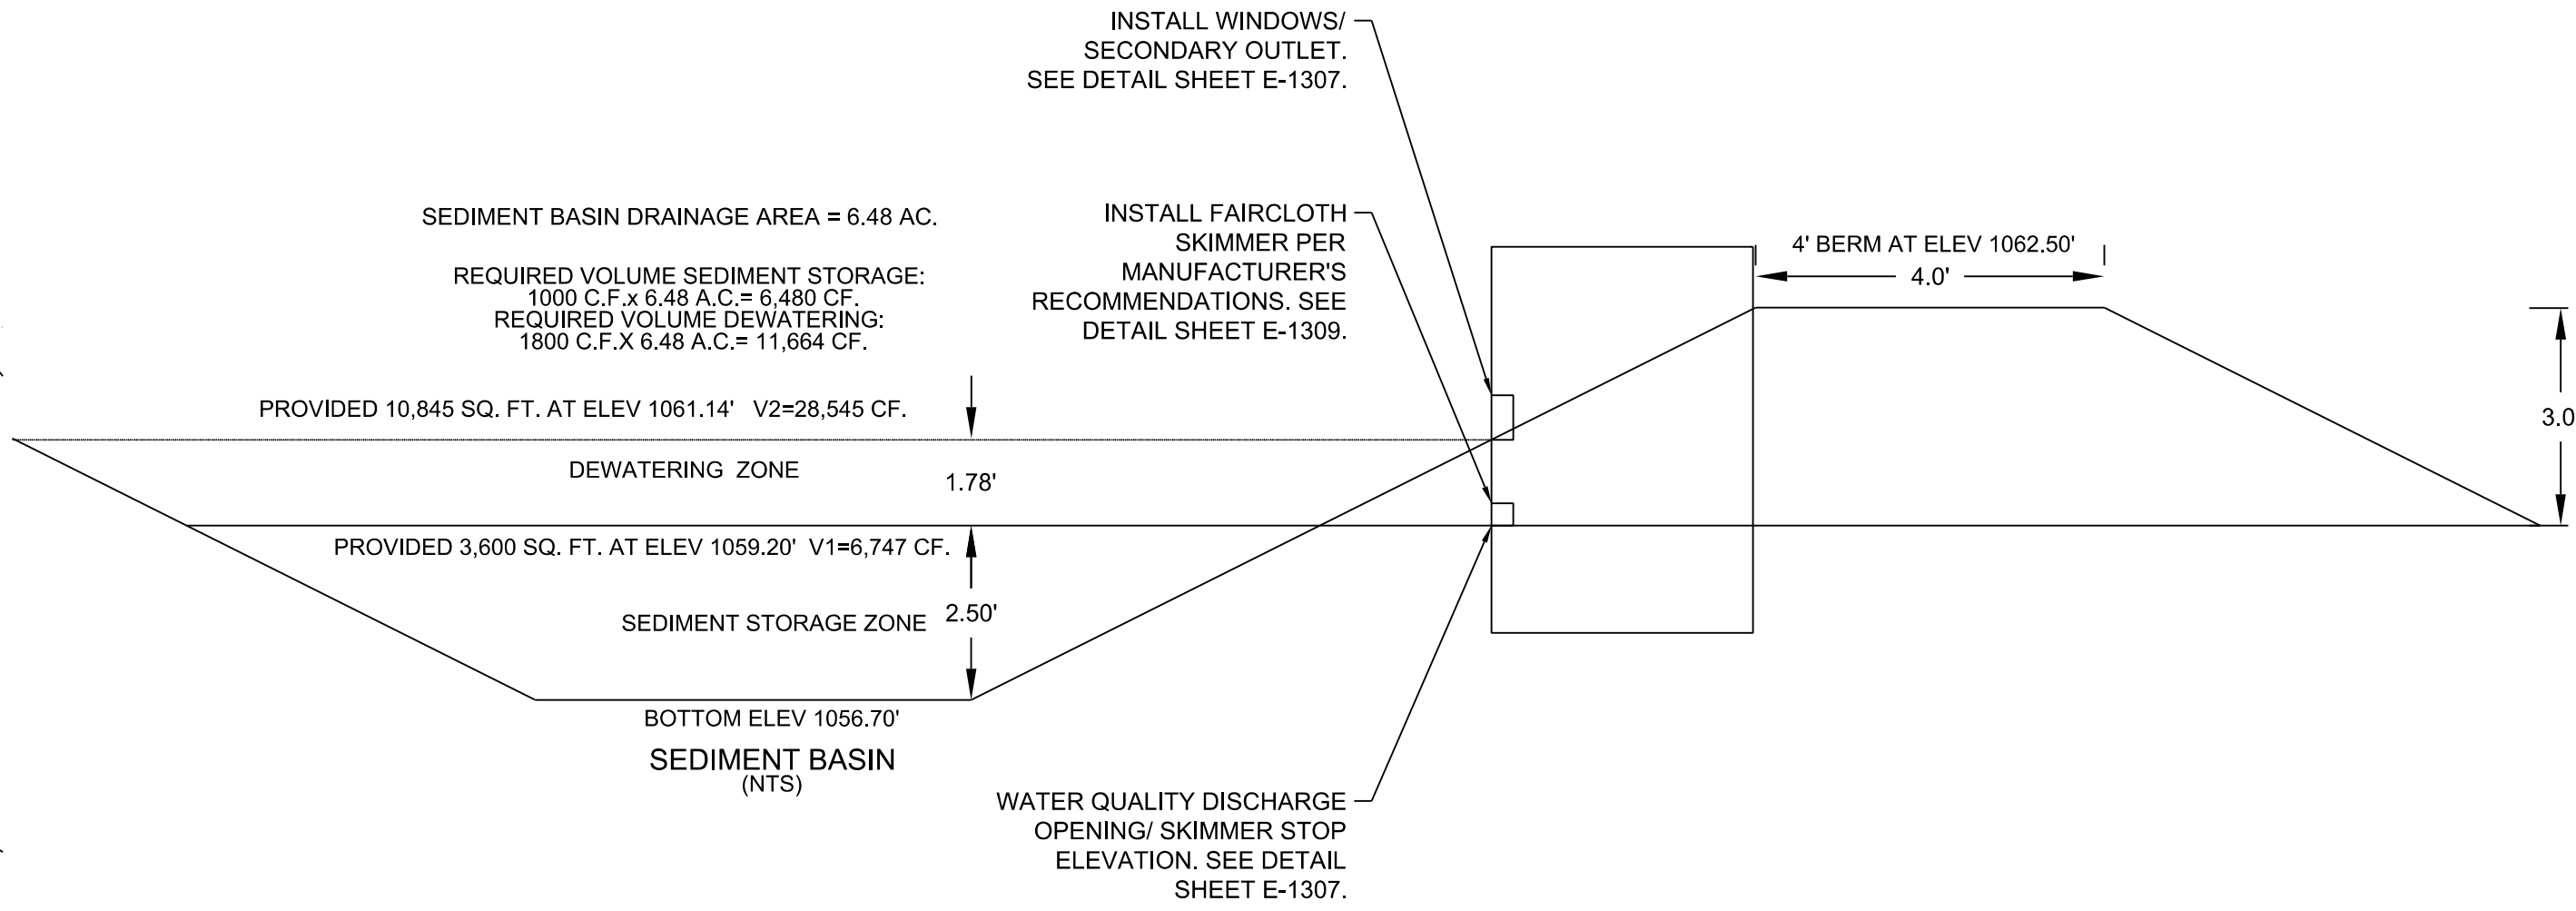 INSTALL WINDOWS/
SECONDARY OUTLET.
SEE DETAIL SHEET E-1307.
SEDIMENT BASIN DRAINAGE AREA = 6.48 AC.
REQUIRED VOLUME SEDIMENT STORAGE:
1000 C.F.x 6.48 A.C.= 6,480 CF.
REQUIRED VOLUME DEWATERING:
1800 C.F.X 6.48 A.C.= 11,664 CF.
INSTALL FAIRCLOTH
SKIMMER PER
MANUFACTURER'S
RECOMMENDATIONS. SEE
DETAIL SHEET E-1309.
4' BERM AT ELEV 1062.50'
4.0'
3.0
PROVIDED 10,845 SQ. FT. AT ELEV 1061.14' V2=28,545 CF.
DEWATERING ZONE
1.78'
PROVIDED 3,600 SQ. FT. AT ELEV 1059.20' V1=6,747 CF.
SEDIMENT STORAGE ZONE
2.50'
BOTTOM ELEV 1056.70'
SEDIMENT BASIN
(NTS)
WATER QUALITY DISCHARGE
OPENING/ SKIMMER STOP
ELEVATION. SEE DETAIL
SHEET E-1307.